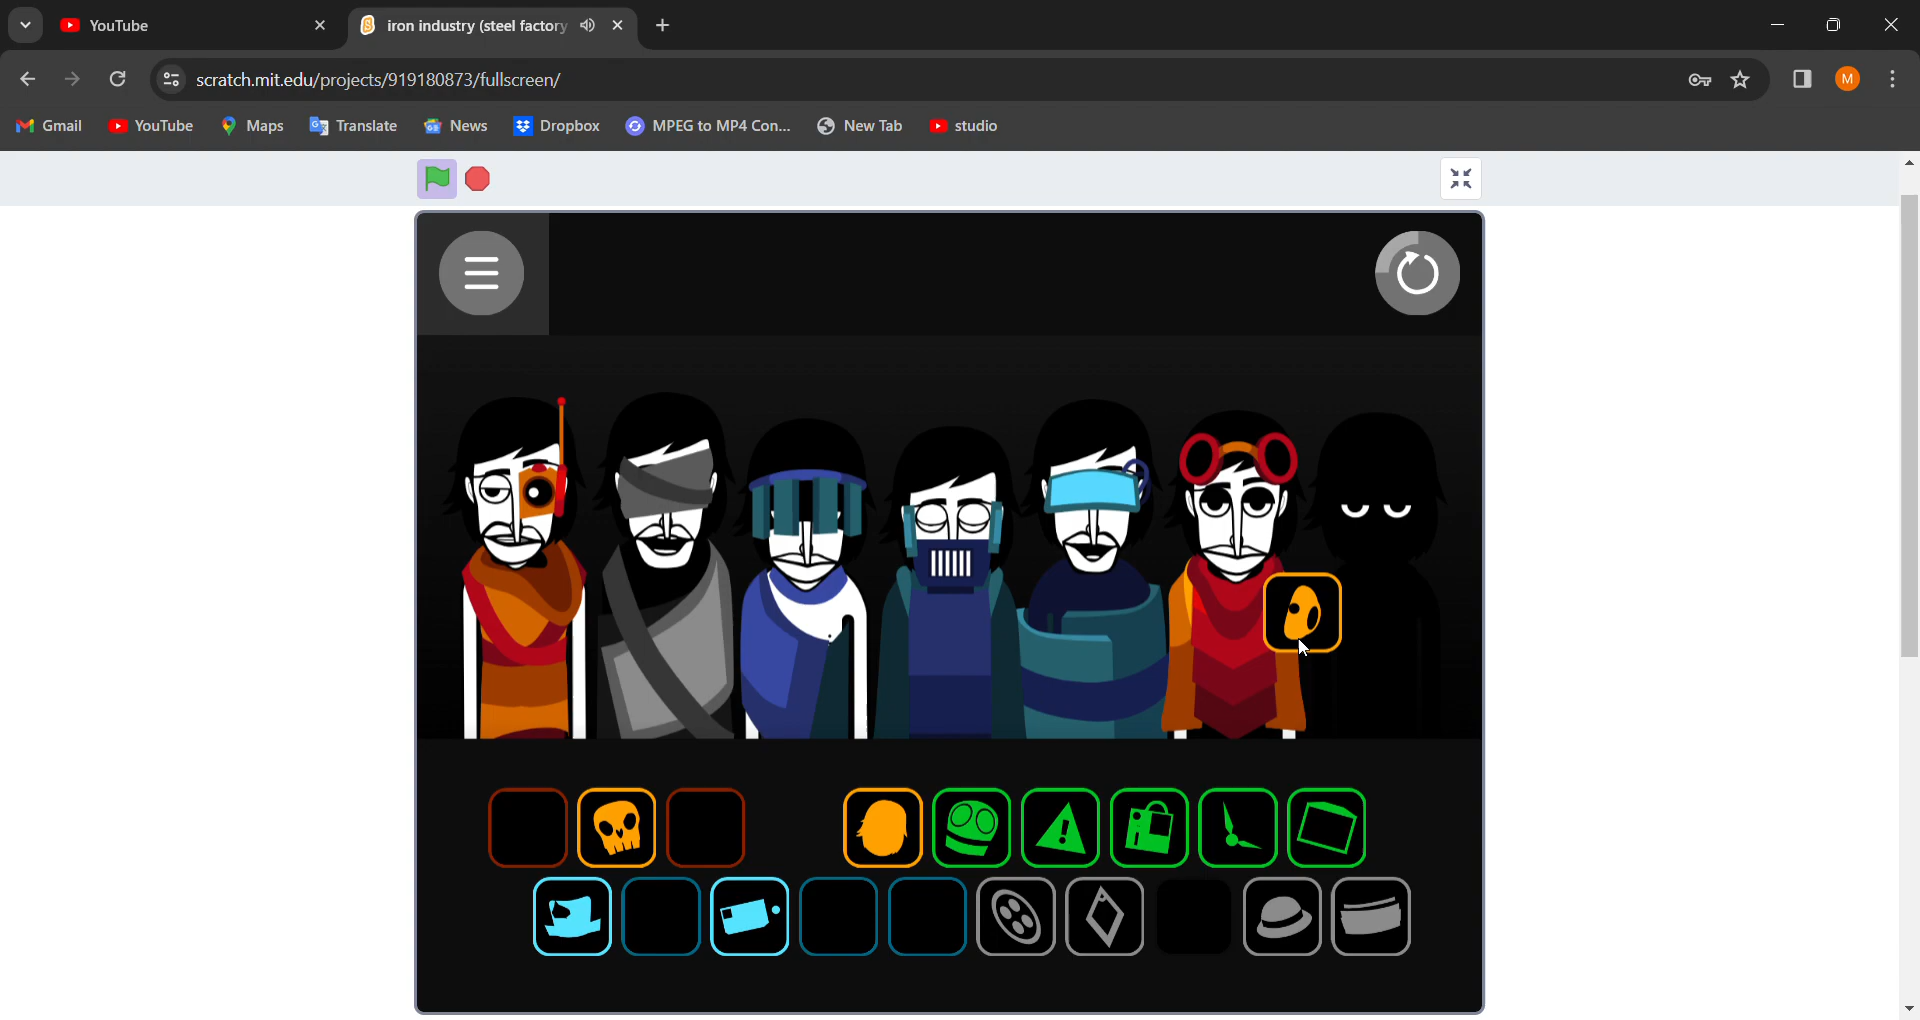 YouTube
iron industry (steel factory
scratch.mit.edu/projects/919180873/fullscreen/
M
Gmail
YouTube
Maps
Translate
News
Dropbox
MPEG to MP4 Con...
New Tab
studio